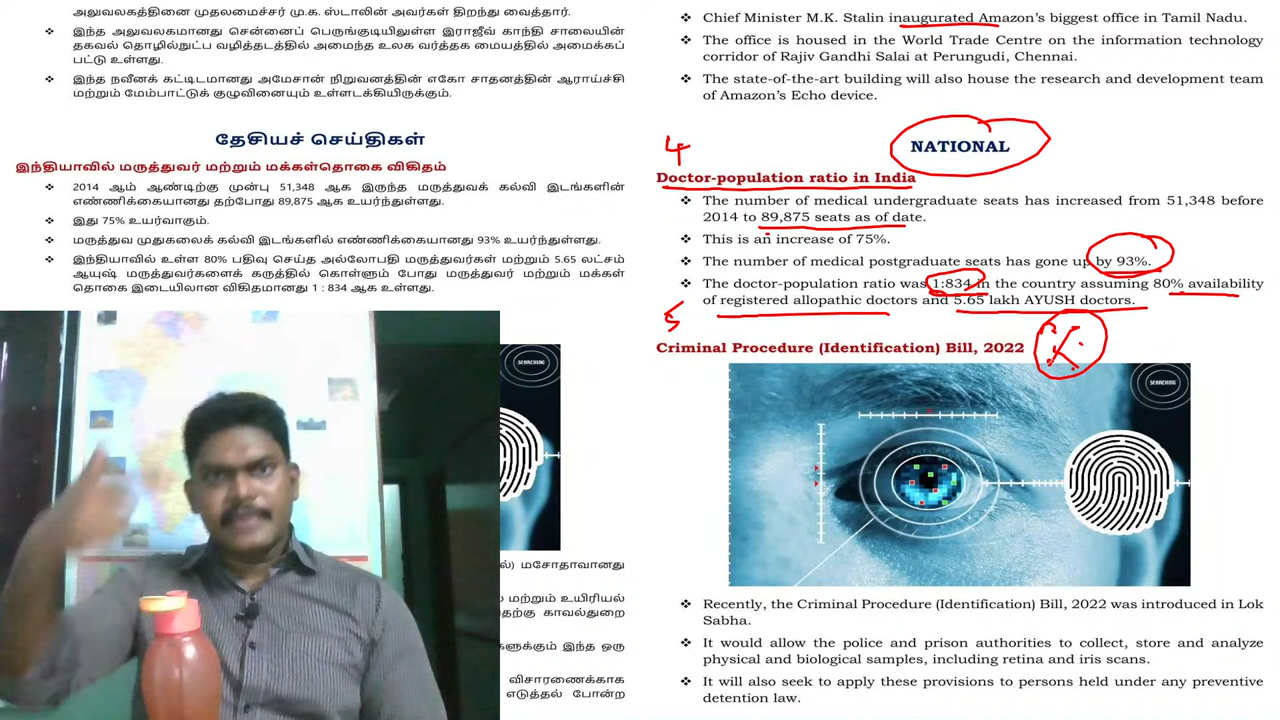 அலுவலகத்தினை முதலமைச்சர் மு.க. ஸ்டாலின் அவர்கள் திறந்து வைத்தார்.
❖ இந்த அலுவலகமானது சென்னைப் பெருங்குடியிலுள்ள இராஜீவ் காந்தி சாலையின்
தகவல் தொழில்நுட்ப வழித்தடத்தில் அமைந்த உலக வர்த்தக மையத்தில் அமைக்கப்
பட்டு உள்ளது.
❖ இந்த நவீனக் கட்டிடமானது அமேசான் நிறுவனத்தின் எகோ சாதனத்தின் ஆராய்ச்சி
மற்றும் மேம்பாட்டுக் குழுவினையும் உள்ளடக்கியிருக்கும்.
தேசியச் செய்திகள்
இந்தியாவில் மருத்துவர் மற்றும் மக்கள்தொகை விகிதம்
❖ 2014 ஆம் ஆண்டிற்கு முன்பு 51,348 ஆக இருந்த மருத்துவக் கல்வி இடங்களின்
எண்ணிக்கையானது தற்போது 89,875 ஆக உயர்ந்துள்ளது.
❖ இது 75% உயர்வாகும்.
❖ மருத்துவ முதுகலைக் கல்வி இடங்களில் எண்ணிக்கையானது 93% உயர்ந்துள்ளது.
❖ இந்தியாவில் உள்ள 80% பதிவு செய்த அல்லோபதி மருத்துவர்கள் மற்றும் 5.65 லட்சம்
ஆயுஷ் மருத்துவர்களைக் கருத்தில் கொள்ளும் போது மருத்துவர் மற்றும் மக்கள்
தொகை இடையிலான விகிதமானது 1 : 834 ஆக உள்ளது.
SEARCHING
மசோதாவானது
மற்றும் உயிரியல்
காவல்துறை
இந்த ஒரு
விசாரணைக்காக
எடுத்தல் போன்ற
❖ Chief Minister M.K. Stalin inaugurated Amazon's biggest office in Tamil Nadu.
❖ The office is housed in the World Trade Centre on the information technology
corridor of Rajiv Gandhi Salai at Perungudi, Chennai.
❖ The state-of-the-art building will also house the research and development team
of Amazon's Echo device.
4
NATIONAL
Doctor-population ratio in India
❖ The number of medical undergraduate seats has increased from 51,348 before
2014 to 89,875 seats as of date.
❖ This is an increase of 75%.
❖ The number of medical postgraduate seats has gone up by 93%.
❖ The doctor-population ratio was 1:834 in the country assuming 80% availability
of registered allopathic doctors and 5.65 lakh AYUSH doctors.
5
Criminal Procedure (Identification) Bill, 2022
SEARCHING
❖ Recently, the Criminal Procedure (Identification) Bill, 2022 was introduced in Lok
Sabha.
❖ It would allow the police and prison authorities to collect, store and analyze
physical and biological samples, including retina and iris scans.
❖ It will also seek to apply these provisions to persons held under any preventive
detention law.